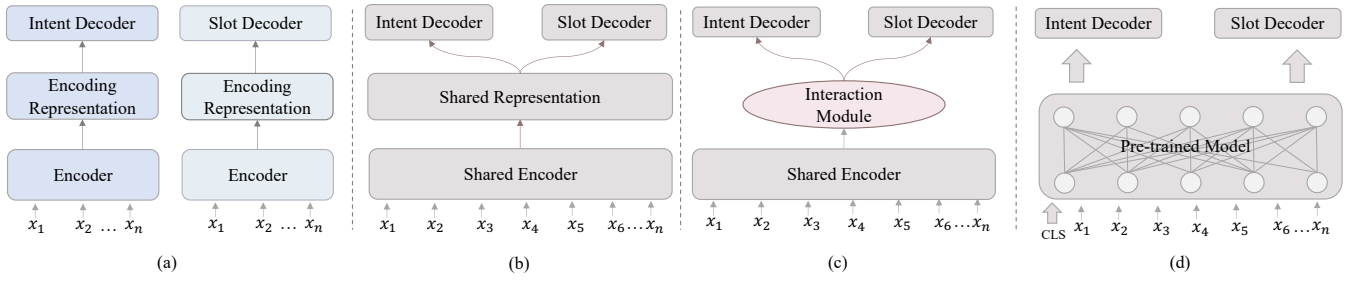 Intent Decoder
Slot Decoder
Encoding
Representation
Encoding
Representation
Encoder
Encoder
x₁ x₂ … xₙ
x₁ x₂ … xₙ
(a)
Intent Decoder
Slot Decoder
Shared Representation
Shared Encoder
x₁ x₂ x₃ x₄ x₅ x₆ … xₙ
(b)
Intent Decoder
Slot Decoder
Interaction
Module
Shared Encoder
x₁ x₂ x₃ x₄ x₅ x₆ … xₙ
(c)
Intent Decoder
Slot Decoder
Pre-trained Model
CLS x₁ x₂ x₃ x₄ x₅ x₆ … xₙ
(d)